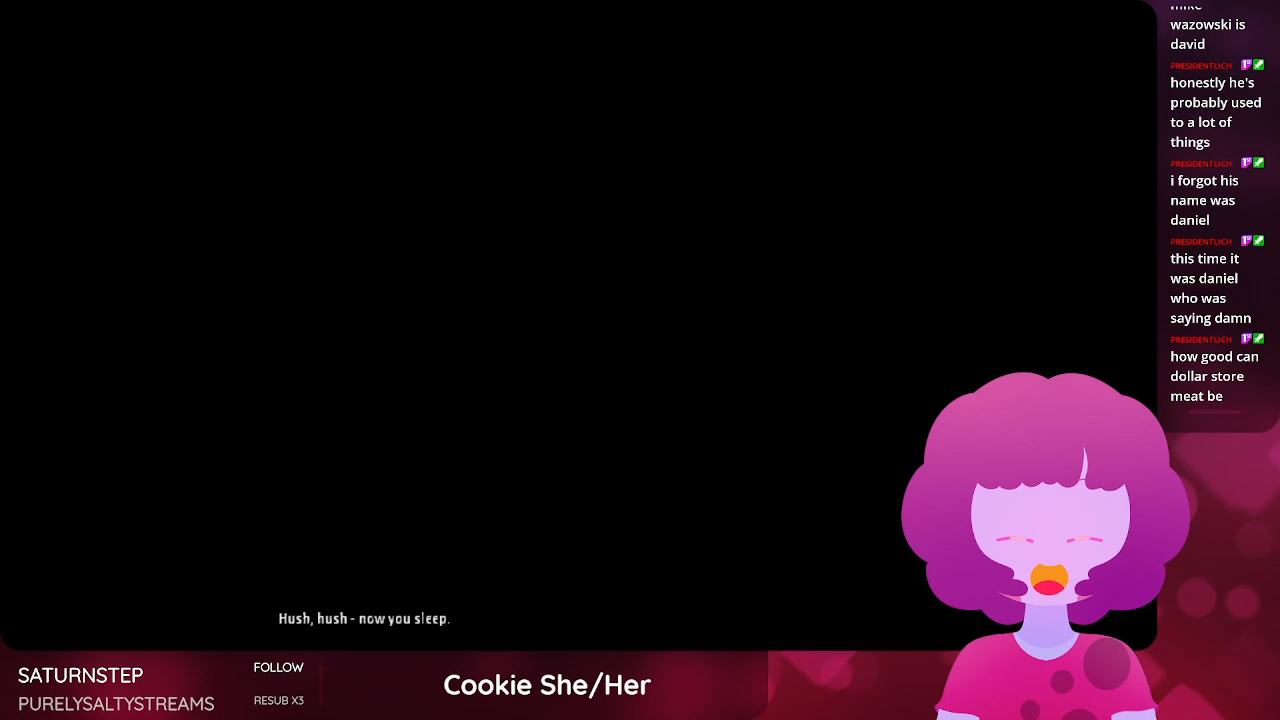 mike
wazowski is
david
PRESIDENTLICH
honestly he's
probably used
to a lot of
things
PRESIDENTLICH
i forgot his
name was
daniel
PRESIDENTLICH
this time it
was daniel
who was
saying damn
PRESIDENTLICH
how good can
dollar store
meat be
Hush, hush - now you sleep.
SATURNSTEP
FOLLOW
PURELYSALTYSTREAMS
RESUB X3
Cookie She/Her